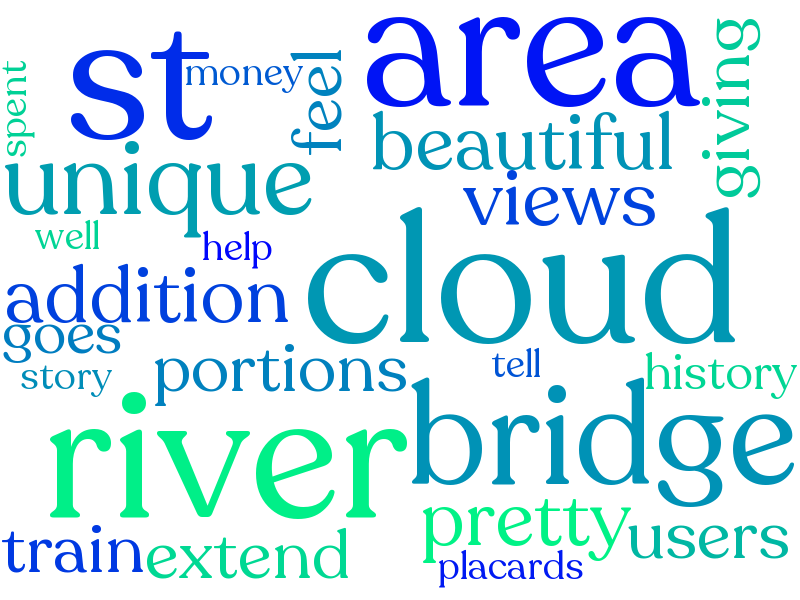 st
money
feel
area
giving
spent
beautiful
unique
views
well
help
cloud
addition
goes
portions
tell
story
history
river
bridge
pretty
users
train
extend
placards